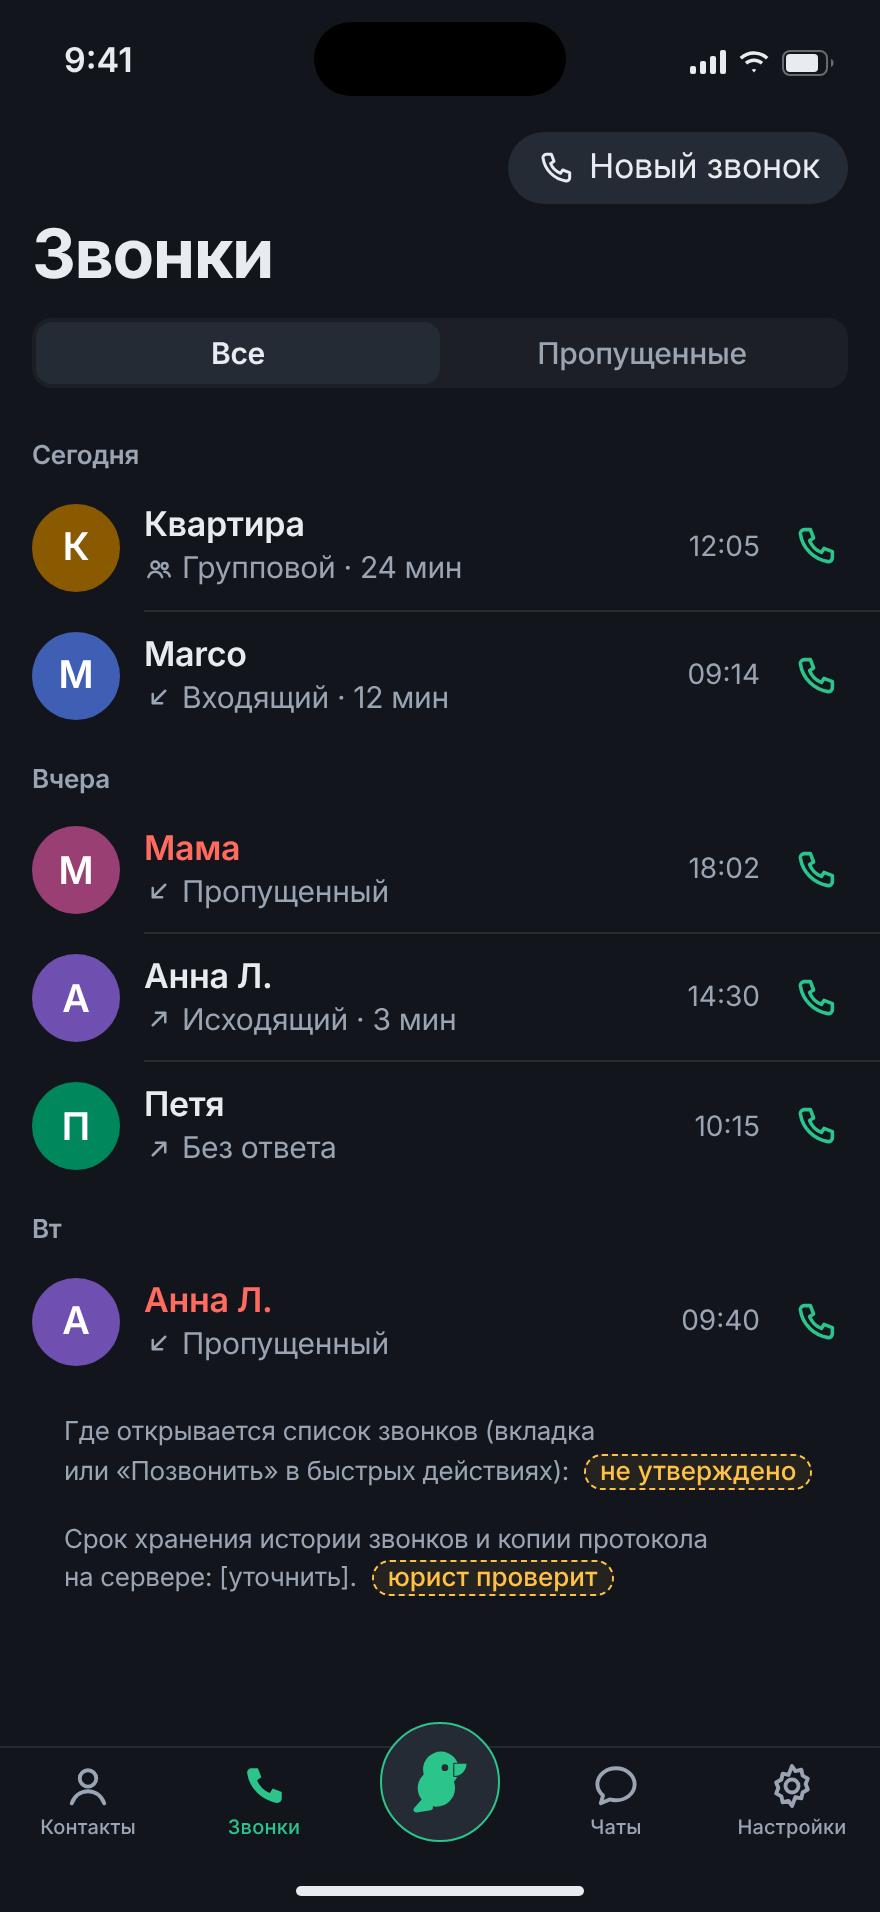 9:41
Новый звонок
Звонки
Все
Пропущенные
Сегодня
К
Квартира
Групповой · 24 мин
12:05
M
Marco
Входящий · 12 мин
09:14
Вчера
М
Мама
Пропущенный
18:02
А
Анна Л.
Исходящий · 3 мин
14:30
П
Петя
Без ответа
10:15
Вт
А
Анна Л.
Пропущенный
09:40
Где открывается список звонков (вкладка
или «Позвонить» в быстрых действиях): не утверждено
Срок хранения истории звонков и копии протокола
на сервере: [уточнить]. юрист проверит
Контакты
Звонки
Чаты
Настройки